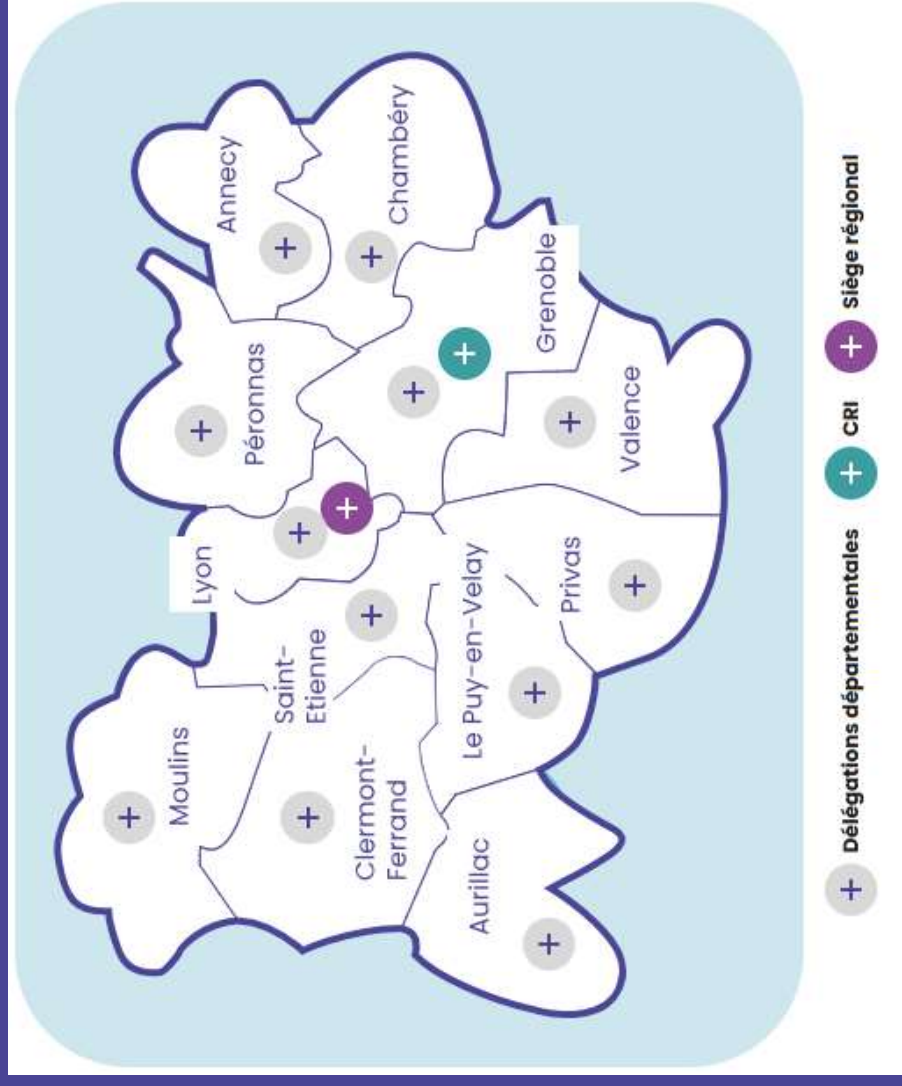 Moulins
Clermont-
Ferrand
Aurillac
Saint-
Etienne
Le Puy-en-Velay
Lyon
Privas
Péronnas
Valence
Grenoble
Annecy
Chambéry
Délégations départementales
CRI
Siège régional